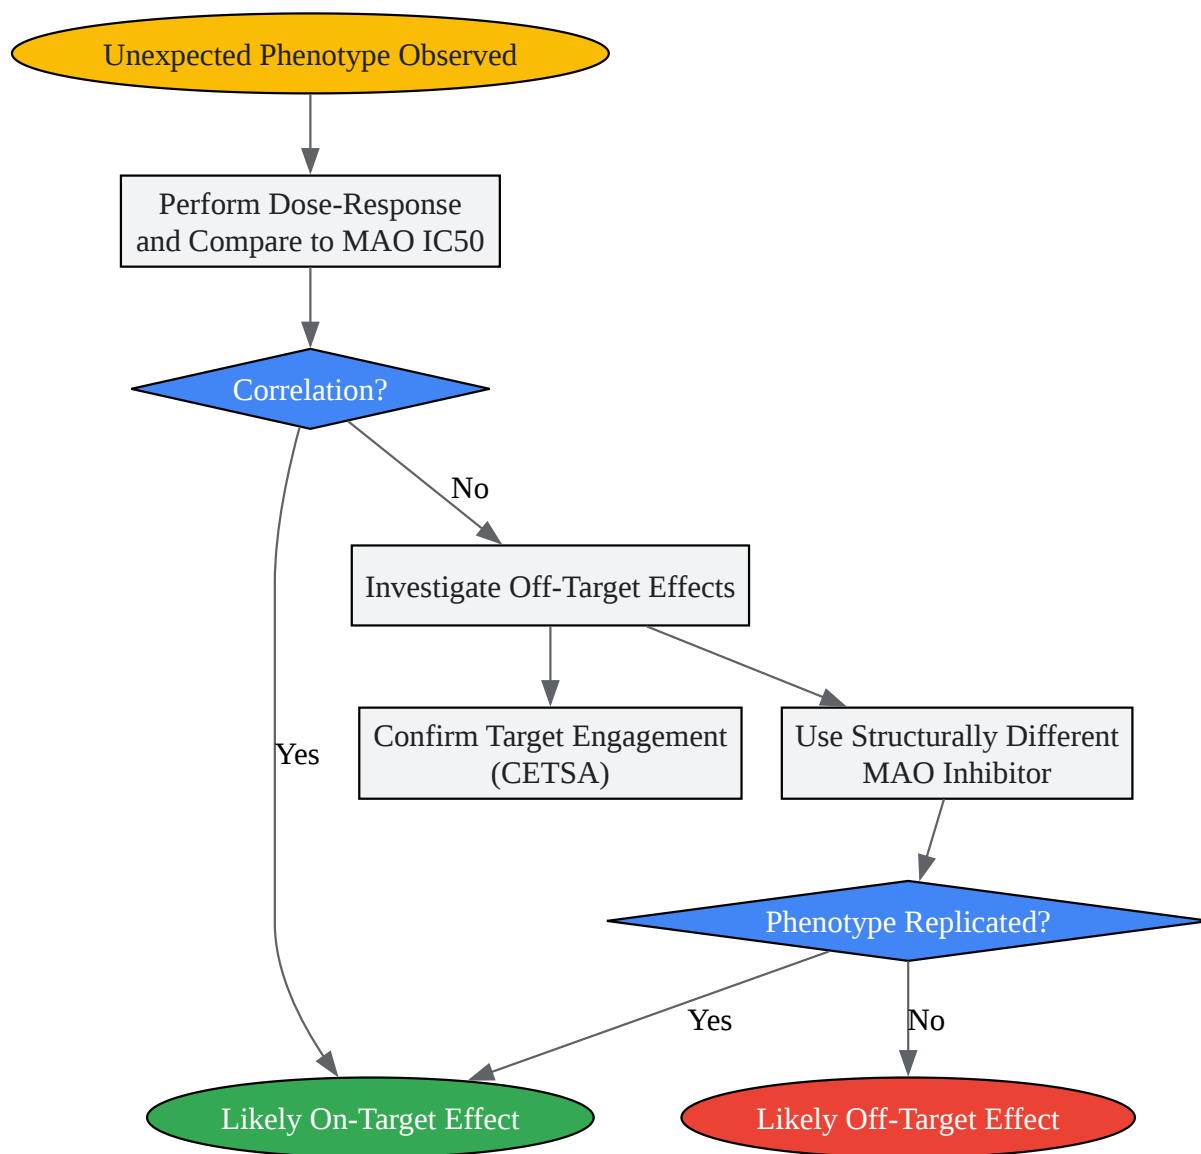 Unexpected Phenotype Observed
Perform Dose-Response
and Compare to MAO IC50
Correlation?
No
Investigate Off-Target Effects
Confirm Target Engagement
(CETSA)
Use Structurally Different
MAO Inhibitor
Yes
Phenotype Replicated?
Yes
No
Likely On-Target Effect
Likely Off-Target Effect